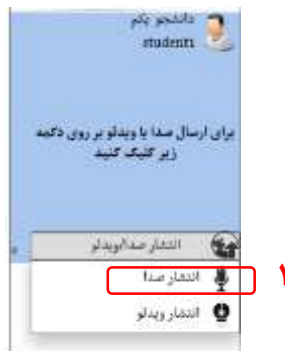 دانشجو یکم
student1
برای ارسال صدا یا ویدئو بر روی دکمه
زیر کلیک کنید
انتشار صدا/ویدئو
انتشار صدا
انتشار ویدئو